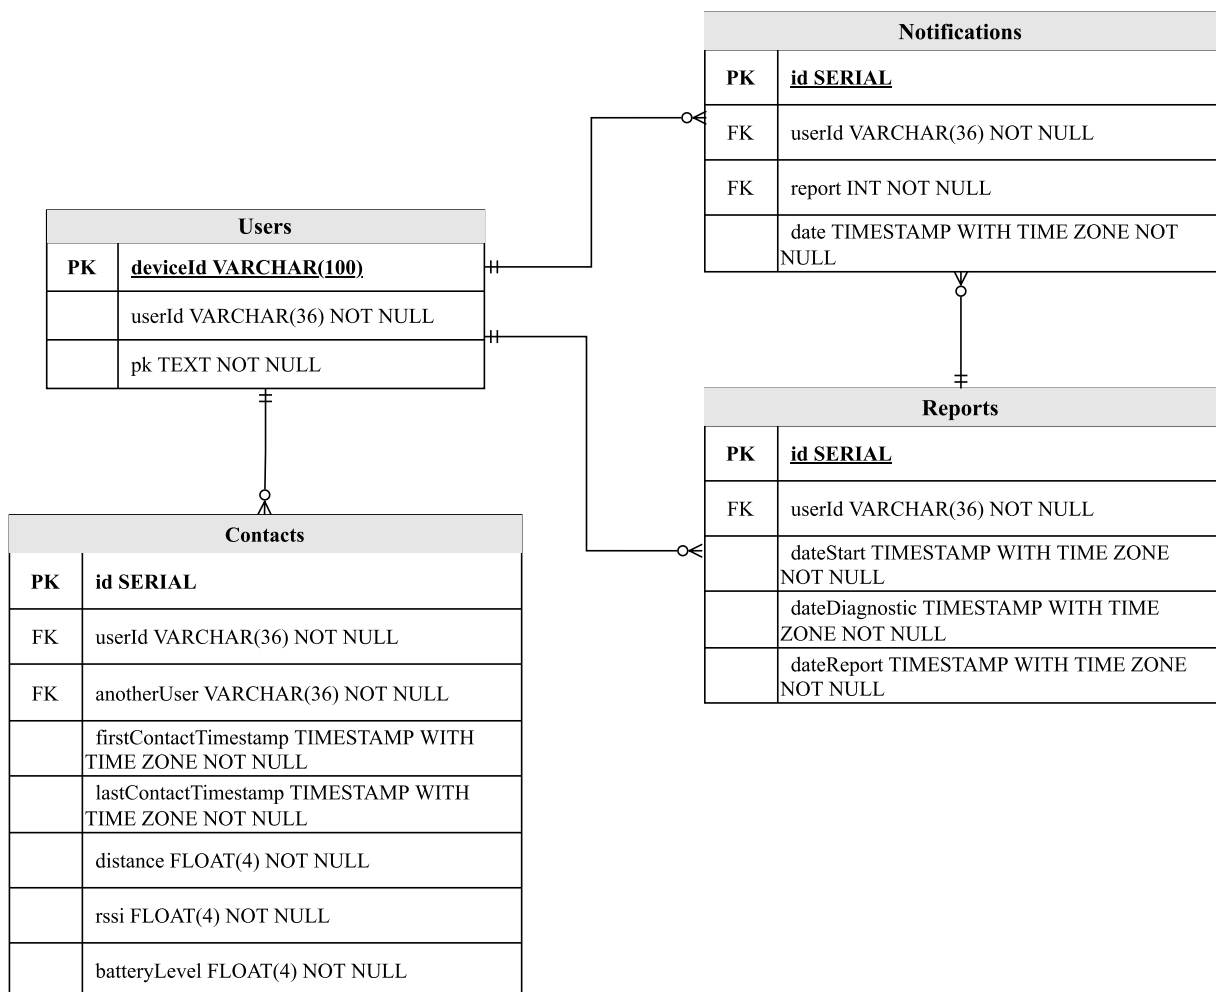 Notifications
PK id SERIAL
FK userId VARCHAR(36) NOT NULL
FK report INT NOT NULL
date TIMESTAMP WITH TIME ZONE NOT
NULL
Users
PK deviceId VARCHAR(100)
userId VARCHAR(36) NOT NULL
pk TEXT NOT NULL
Reports
PK id SERIAL
FK userId VARCHAR(36) NOT NULL
dateStart TIMESTAMP WITH TIME ZONE
NOT NULL
dateDiagnostic TIMESTAMP WITH TIME
ZONE NOT NULL
dateReport TIMESTAMP WITH TIME ZONE
NOT NULL
Contacts
PK id SERIAL
FK userId VARCHAR(36) NOT NULL
FK anotherUser VARCHAR(36) NOT NULL
firstContactTimestamp TIMESTAMP WITH
TIME ZONE NOT NULL
lastContactTimestamp TIMESTAMP WITH
TIME ZONE NOT NULL
distance FLOAT(4) NOT NULL
rssi FLOAT(4) NOT NULL
batteryLevel FLOAT(4) NOT NULL